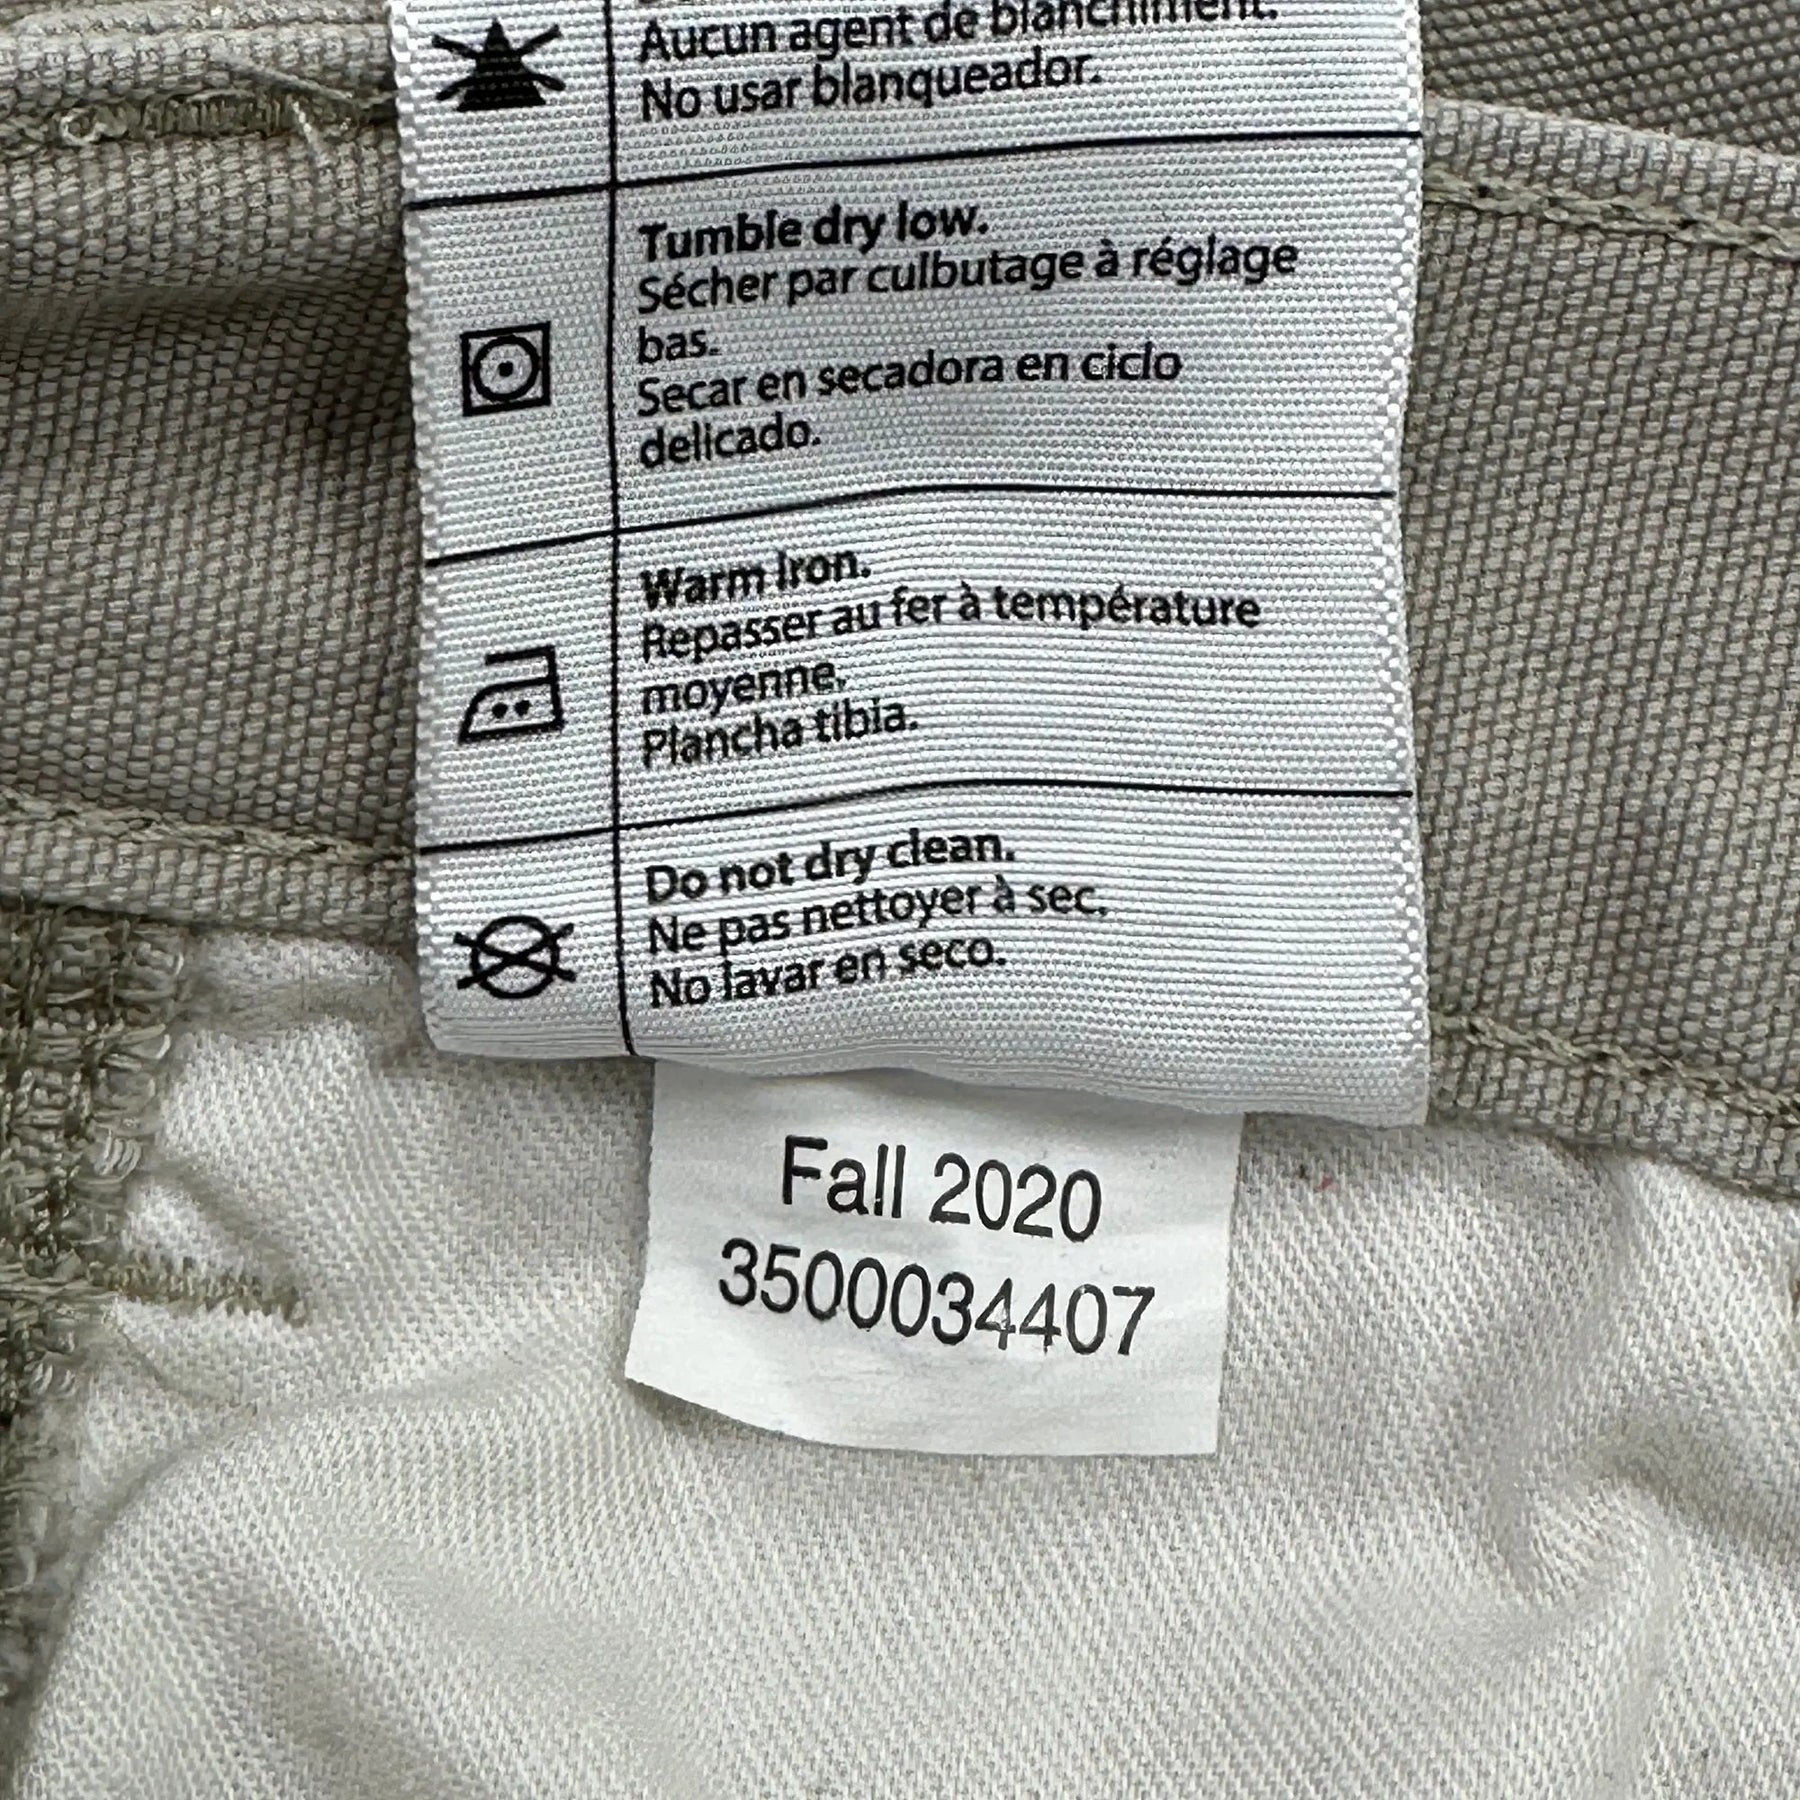 Aucun agent de blanchiment.
No usar blanqueador.
Tumble dry low.
Sécher par culbutage à réglage
bas.
Secar en secadora en ciclo
delicado.
Warm iron.
Repasser au fer à température
moyenne.
Plancha tibia.
Do not dry clean.
Ne pas nettoyer à sec.
No lavar en seco.
Fall 2020
3500034407